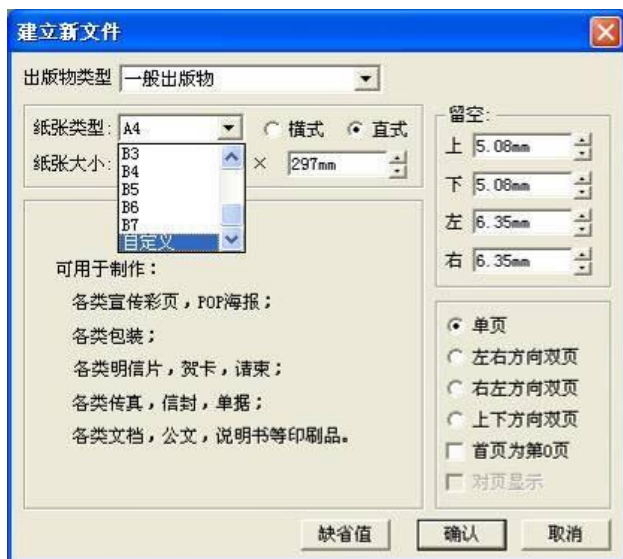 建立新文件
出版物类型 一般出版物
纸张类型: A4 横式 直式
纸张大小: × 297mm
B3
B4
B5
B6
B7
自定义
可用于制作：
各类宣传彩页，POP海报；
各类包装；
各类明信片，贺卡，请柬；
各类传真，信封，单据；
各类文档，公文，说明书等印刷品。
留空:
上 5.08mm
下 5.08mm
左 6.35mm
右 6.35mm
单页
左右方向双页
右左方向双页
上下方向双页
首页为第0页
对页显示
缺省值 确认 取消